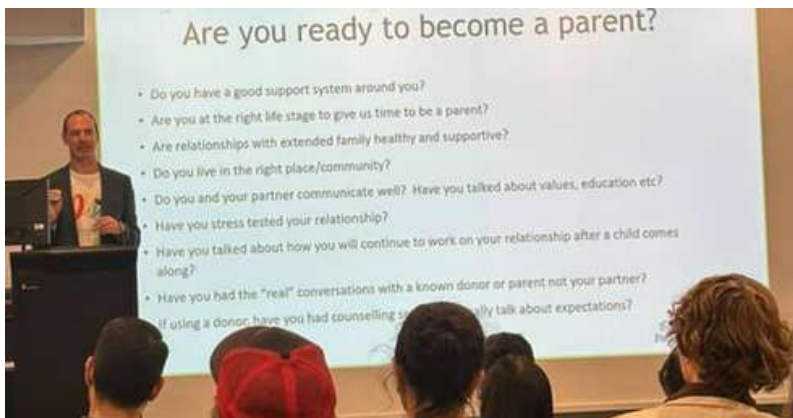 Are you ready to become a parent?
• Do you have a good support system around you?
• Are you at the right life stage to give us time to be a parent?
• Are relationships with extended family healthy and supportive?
• Do you live in the right place/community?
• Do you and your partner communicate well? Have you talked about values, education etc?
• Have you stress tested your relationship?
• Have you talked about how you will continue to work on your relationship after a child comes
along?
• Have you had the "real" conversations with a known donor or parent not your partner?
If using a donor, have you had counselling talk about expectations?